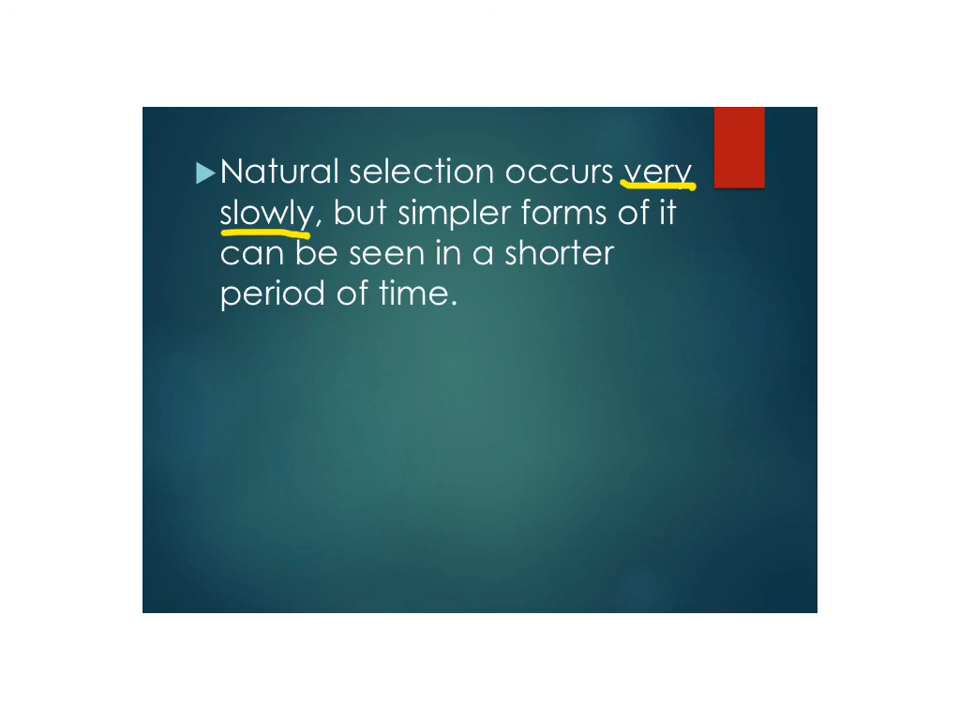 Natural selection occurs very
slowly, but simpler forms of it
can be seen in a shorter
period of time.